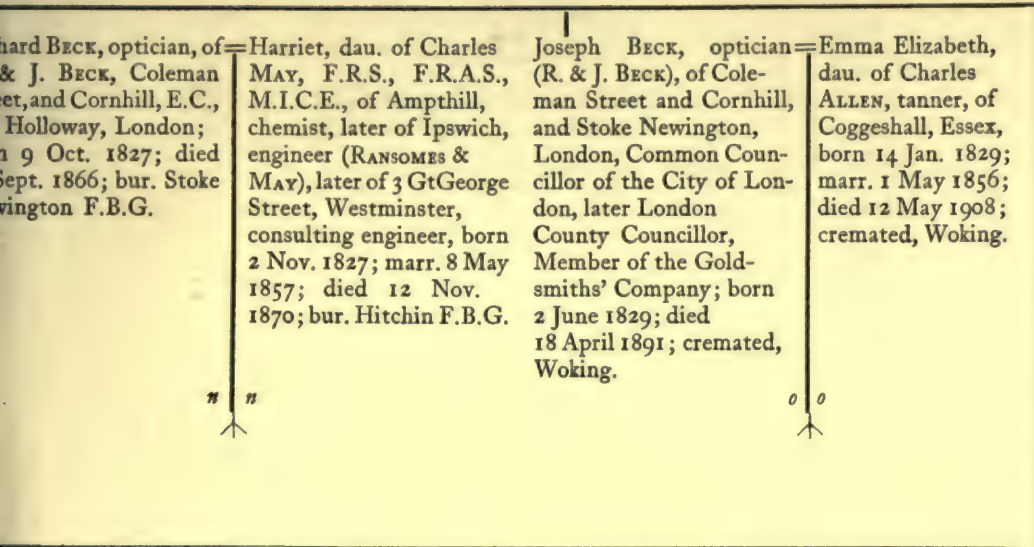 BECK, optician, of
& J. BECK, Coleman
and Cornhill, E.C.,
Holloway, London;
9 Oct. 1827; died
Sept. 1866; bur. Stoke
F.B.G.
n n
Harriet, dau. of Charles
MAY, F.R.S., F.R.A.S.,
M.I.C.E., of Ampthill,
chemist, later of Ipswich,
engineer (RANSOMES &
MAY), later of 3 GtGeorge
Street, Westminster,
consulting engineer, born
2 Nov. 1827; marr. 8 May
1857; died 12 Nov.
1870; bur. Hitchin F.B.G.
Joseph BECK, optician
(R. & J. BECK), of Cole-
man Street and Cornhill,
and Stoke Newington,
London, Common Coun-
cillor of the City of Lon-
don, later London
County Councillor,
Member of the Gold-
smiths' Company; born
2 June 1829; died
18 April 1891; cremated,
Woking.
o o
Emma Elizabeth,
dau. of Charles
ALLEN, tanner, of
Coggeshall, Essex,
born 14 Jan. 1829;
marr. 1 May 1856;
died 12 May 1908;
cremated, Woking.